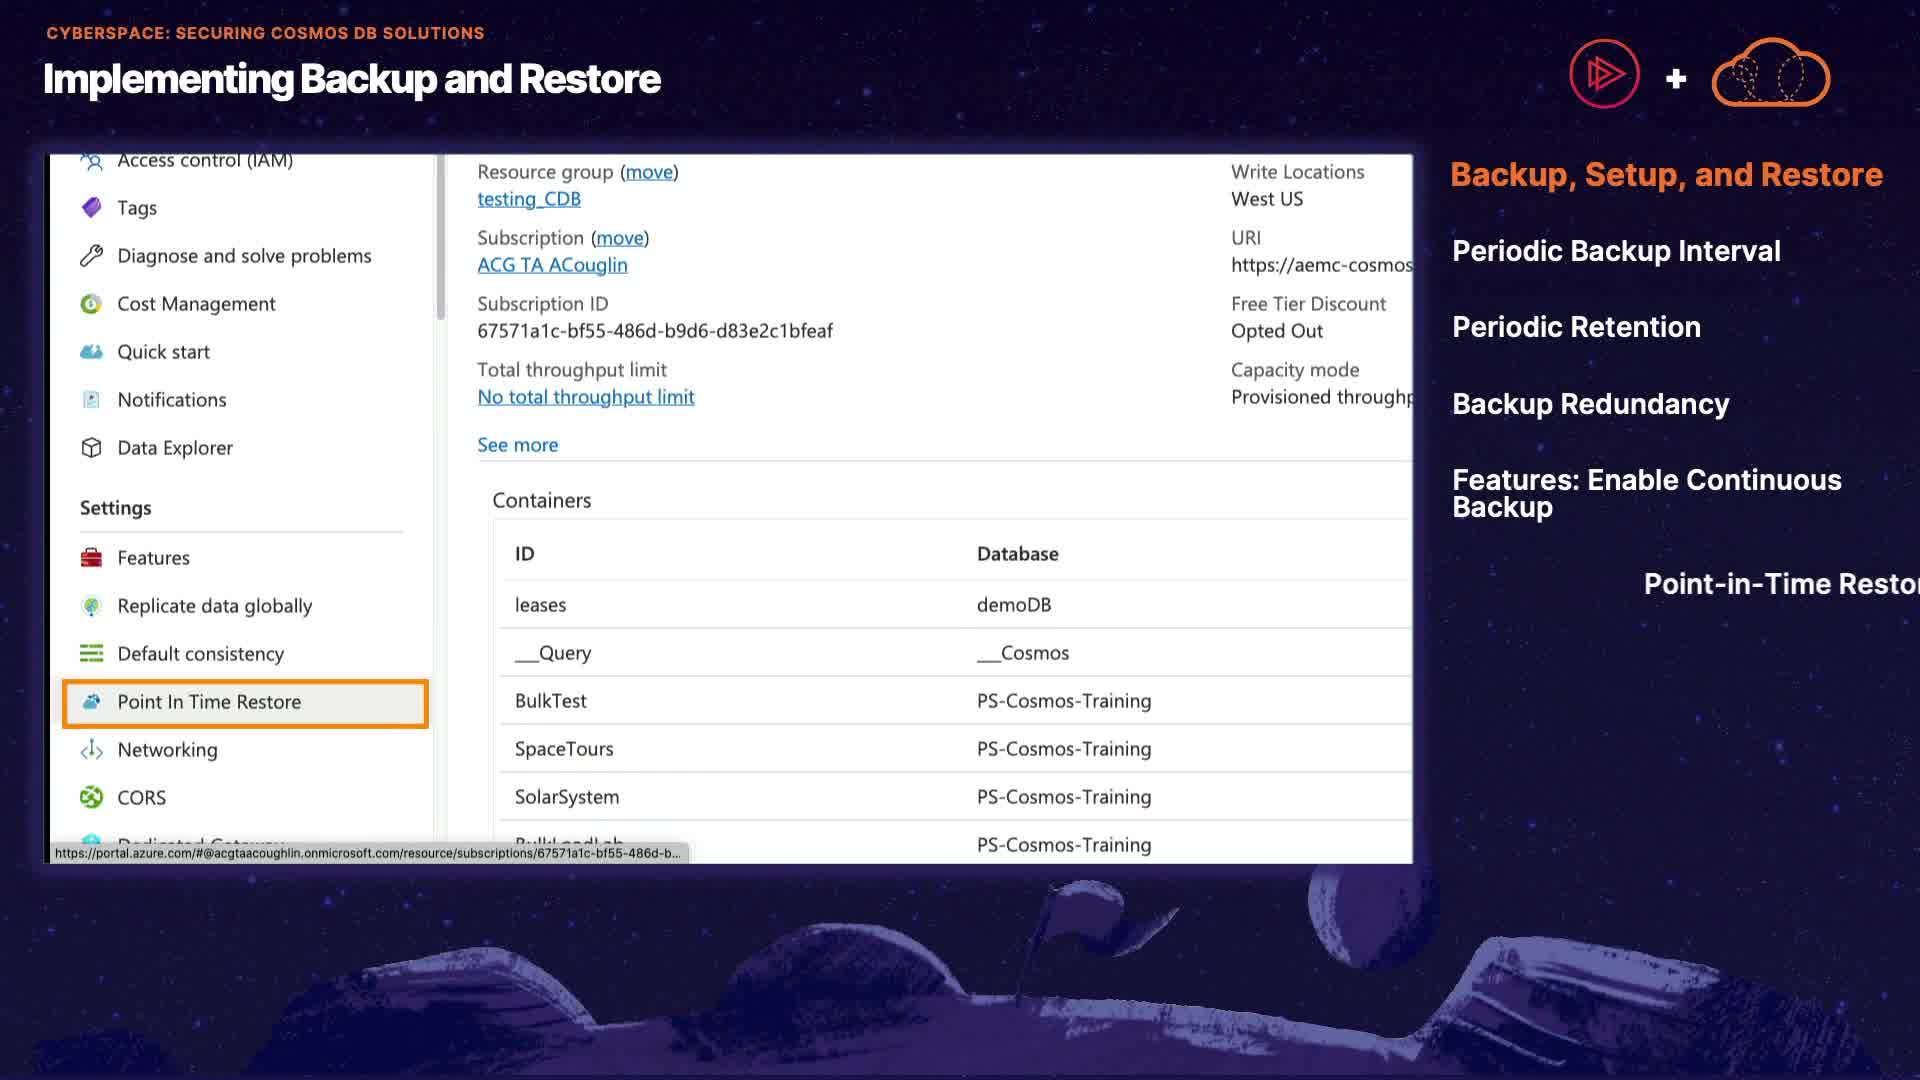 CYBERSPACE: SECURING COSMOS DB SOLUTIONS
Implementing Backup and Restore
Access control (IAM)
Tags
Diagnose and solve problems
Cost Management
Quick start
Notifications
Data Explorer
Settings
Features
Replicate data globally
Default consistency
Point In Time Restore
Networking
CORS
https://portal.azure.com/#@acgtaacoughlin.onmicrosoft.com/resource/subscriptions/67571a1c-bf55-486d-b...
Resource group (move)
testing_CDB
Subscription (move)
ACG TA ACouglin
Subscription ID
67571a1c-bf55-486d-b9d6-d83e2c1bfeaf
Total throughput limit
No total throughput limit
See more
Write Locations
West US
URI
https://aemc-cosmos
Free Tier Discount
Opted Out
Capacity mode
Provisioned throughp
Containers
ID Database
leases demoDB
___Query ___Cosmos
BulkTest PS-Cosmos-Training
SpaceTours PS-Cosmos-Training
SolarSystem PS-Cosmos-Training
PS-Cosmos-Training
Backup, Setup, and Restore
Periodic Backup Interval
Periodic Retention
Backup Redundancy
Features: Enable Continuous
Backup
Point-in-Time Restor